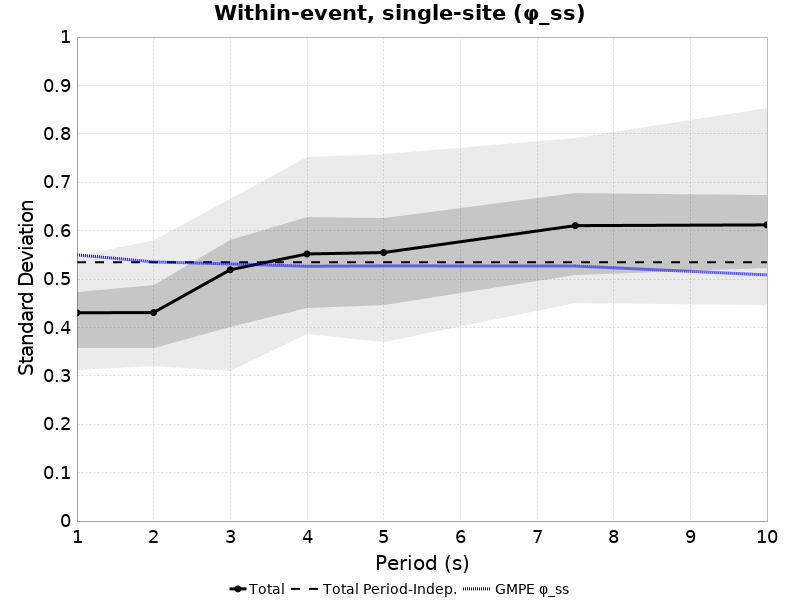 Within-event, single-site (φ_ss)
1
0.9
0.8
0.7
0.6
0.5
0.4
0.3
0.2
0.1
0
Standard Deviation
1 2 3 4 5 6 7 8 9 10
Period (s)
Total Total Period-Indep. GMPE φ_ss